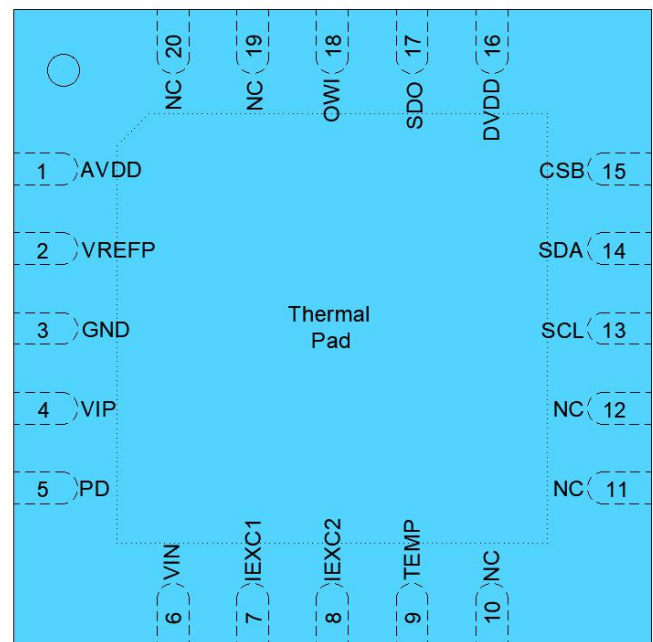 20
19
18
17
16
NC
NC
OWI
SDO
DVDD
1 AVDD
CSB 15
2 VREFP
SDA 14
Thermal
Pad
3 GND
SCL 13
4 VIP
NC 12
5 PD
NC 11
VIN
IEXC1
IEXC2
TEMP
NC
6
7
8
9
10